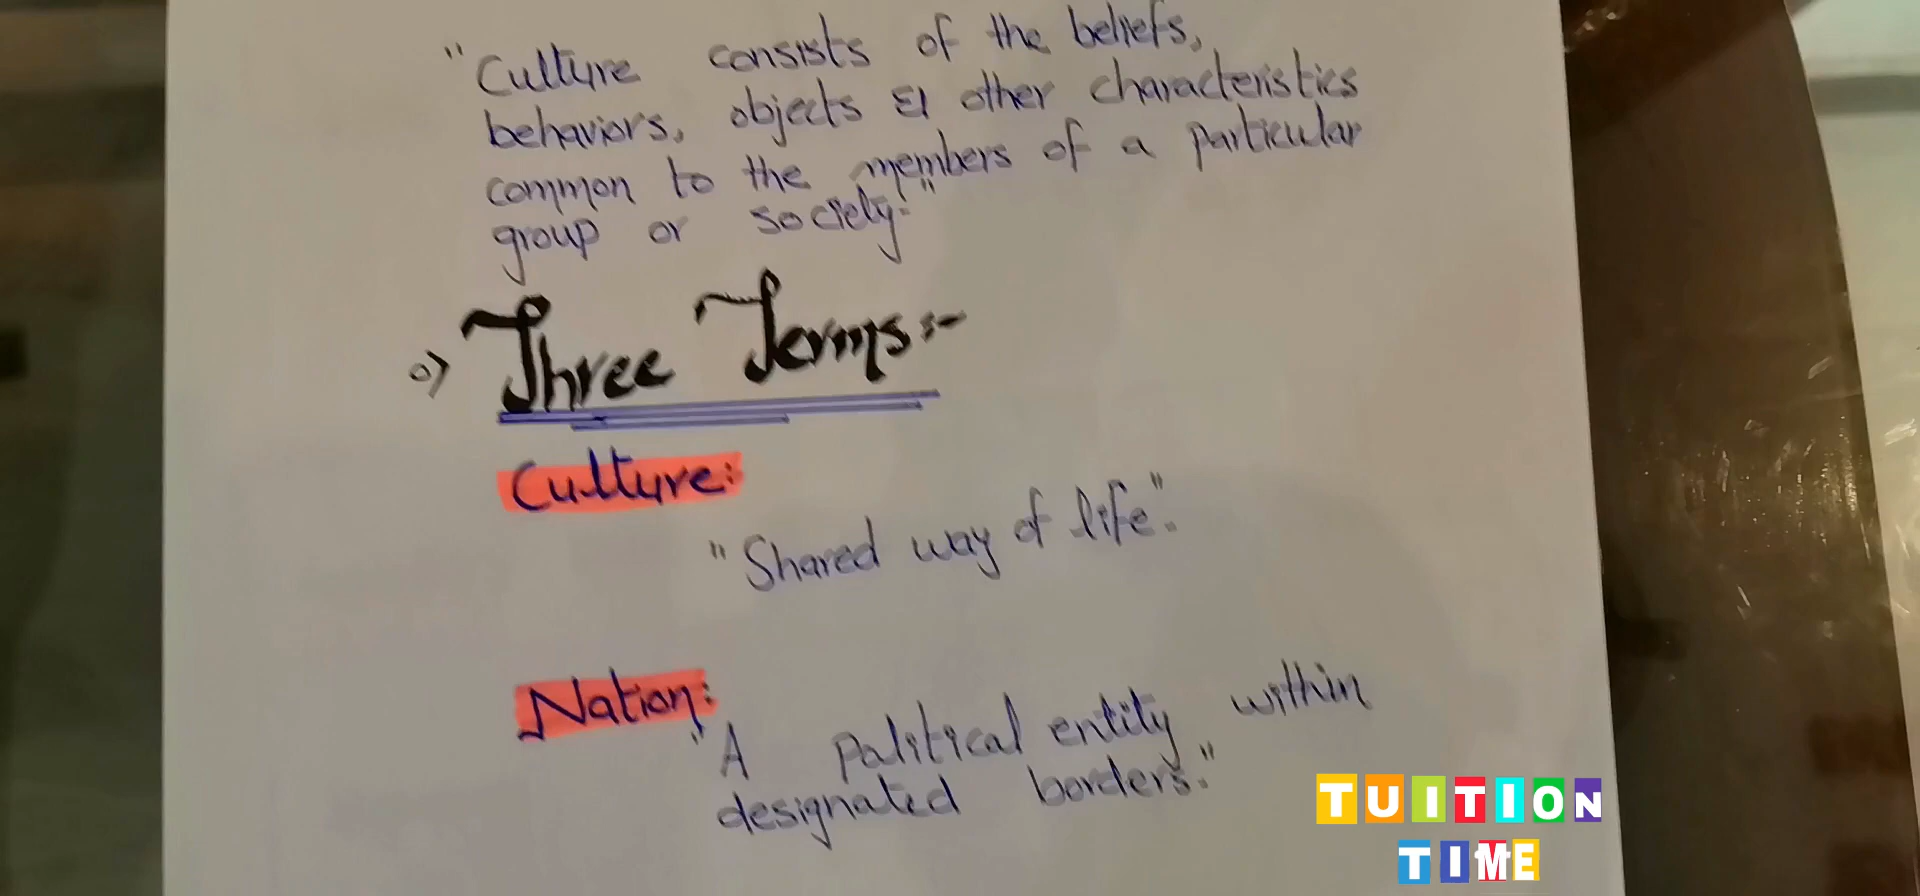 "Culture consists of the beliefs,
behaviors, objects & other characteristics
common to the members of a particular
group or society."
Three Terms:-
Culture:
"Shared way of life".
Nation:
"A political entity within
designated borders."
TUITION
TIME